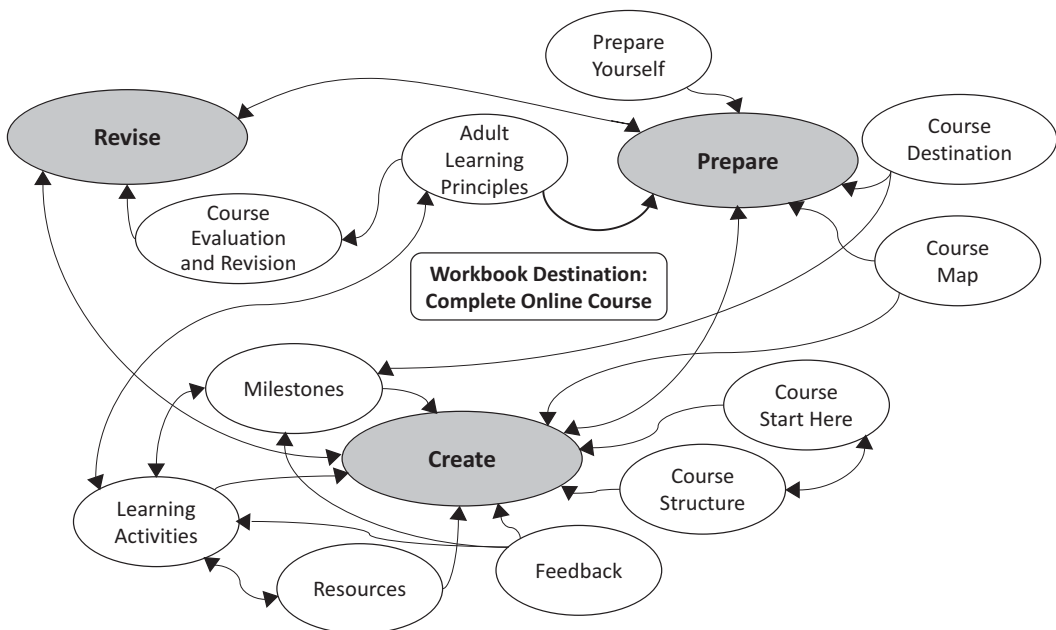 Prepare
Yourself
Revise
Adult
Learning
Principles
Prepare
Course
Destination
Course
Evaluation
and Revision
Workbook Destination:
Complete Online Course
Course
Map
Milestones
Course
Start Here
Create
Course
Structure
Learning
Activities
Resources
Feedback